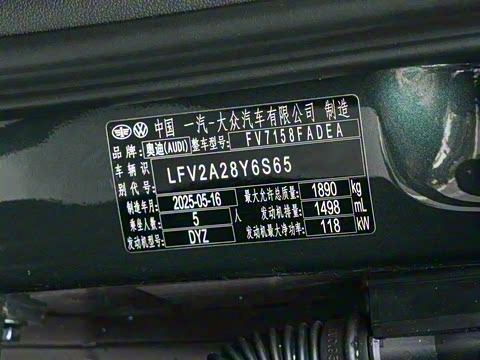 中国 一汽-大众汽车有限公司 制造
品牌: 奥迪(AUDI) 整车型号: FV7158FADEA
车辆识别代号: LFV2A28Y6S65
制造年月: 2025-05-16 最大允许总质量: 1890 kg
乘坐人数: 5 人 发动机排量: 1498 mL
发动机型号: DYZ 发动机最大净功率: 118 kW